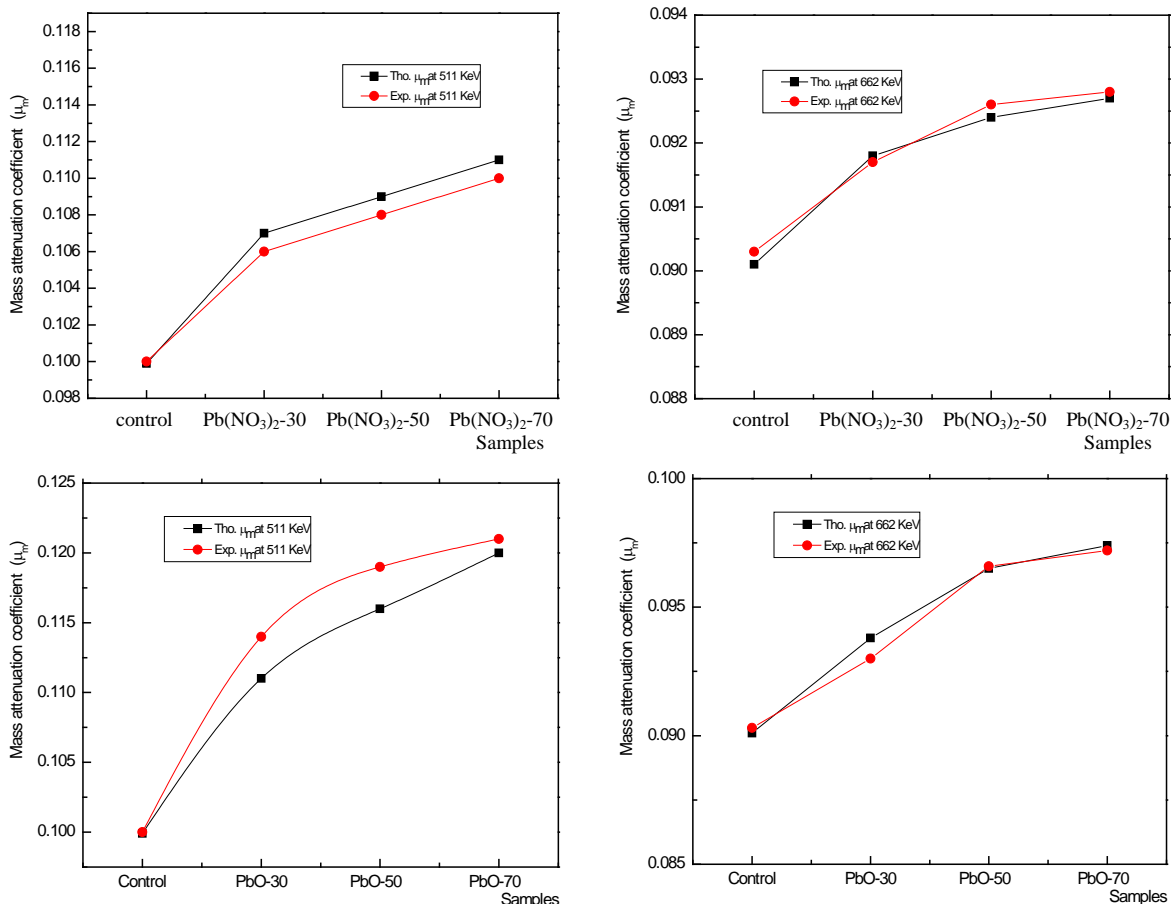 0.118
0.116
0.114
0.112
0.110
0.108
0.106
0.104
0.102
0.100
0.098
Mass attenuation coefficient (μm)
Tho. μm at 511 KeV
Exp. μm at 511 KeV
control Pb(NO3)2-30 Pb(NO3)2-50 Pb(NO3)2-70
Samples
0.094
0.093
0.092
0.091
0.090
0.089
0.088
Mass attenuation coefficient (μm)
Tho. μm at 662 KeV
Exp. μm at 662 KeV
control Pb(NO3)2-30 Pb(NO3)2-50 Pb(NO3)2-70
Samples
0.125
0.120
0.115
0.110
0.105
0.100
Mass attenuation coefficient (μm)
Tho. μm at 511 KeV
Exp. μm at 511 KeV
Control PbO-30 PbO-50 PbO-70
Samples
0.100
0.095
0.090
0.085
Mass attenuation coefficient (μm)
Tho. μm at 662 KeV
Exp. μm at 662 KeV
Control PbO-30 PbO-50 PbO-70
Samples